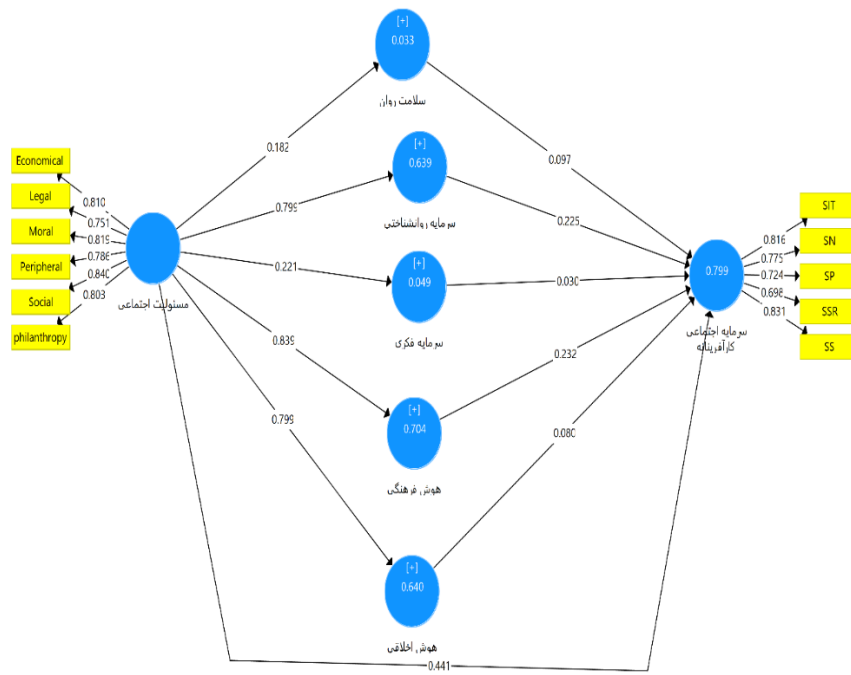 [+]
0.033
سلامت روان
0.182
0.097
[+]
0.639
سرمایه روانشناختی
0.799
0.225
Economical
Legal
Moral
Peripheral
Social
philanthropy
0.810
0.751
0.819
0.786
0.840
0.803
مسئولیت اجتماعی
0.221
[+]
0.049
سرمایه فکری
0.030
SIT
SN
SP
SSR
SS
0.816
0.775
0.724
0.698
0.831
0.799
سرمایه اجتماعی
کارآفرینانه
0.839
[+]
0.704
هوش فرهنگی
0.232
0.799
[+]
0.640
هوش اخلاقی
0.080
0.441